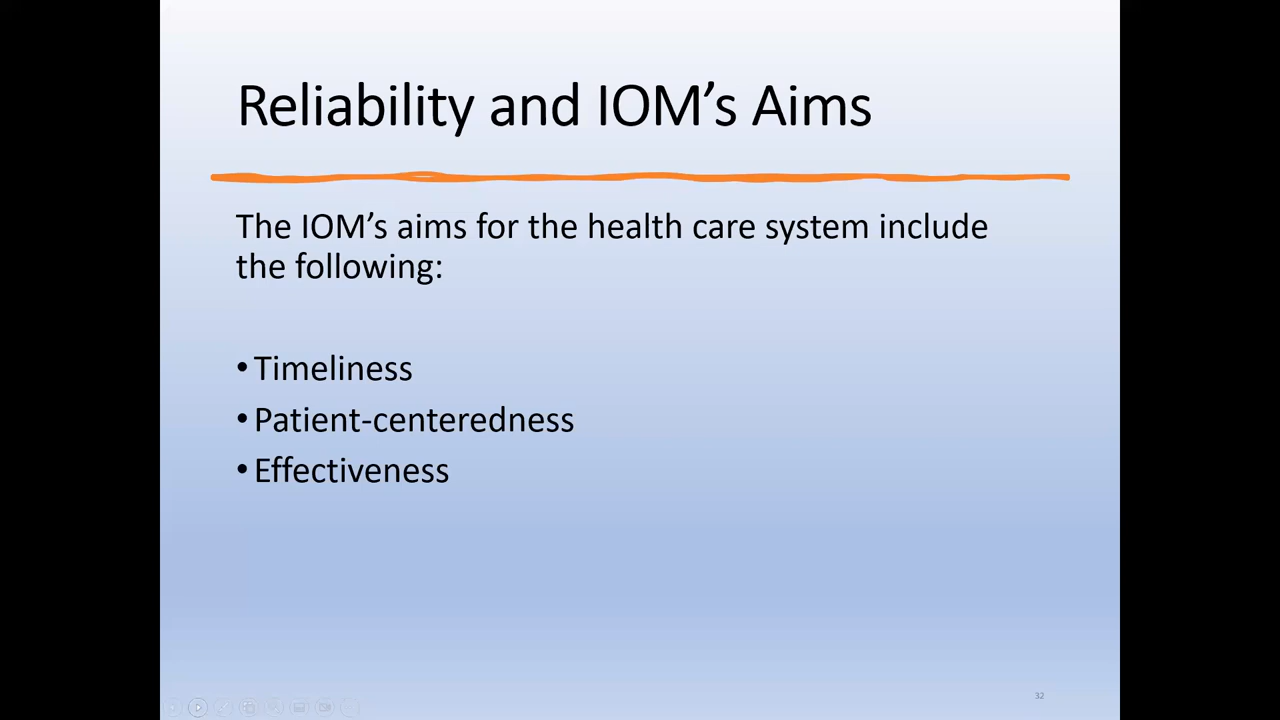 Reliability and IOM’s Aims
The IOM’s aims for the health care system include
the following:
•Timeliness
•Patient-centeredness
•Effectiveness
32